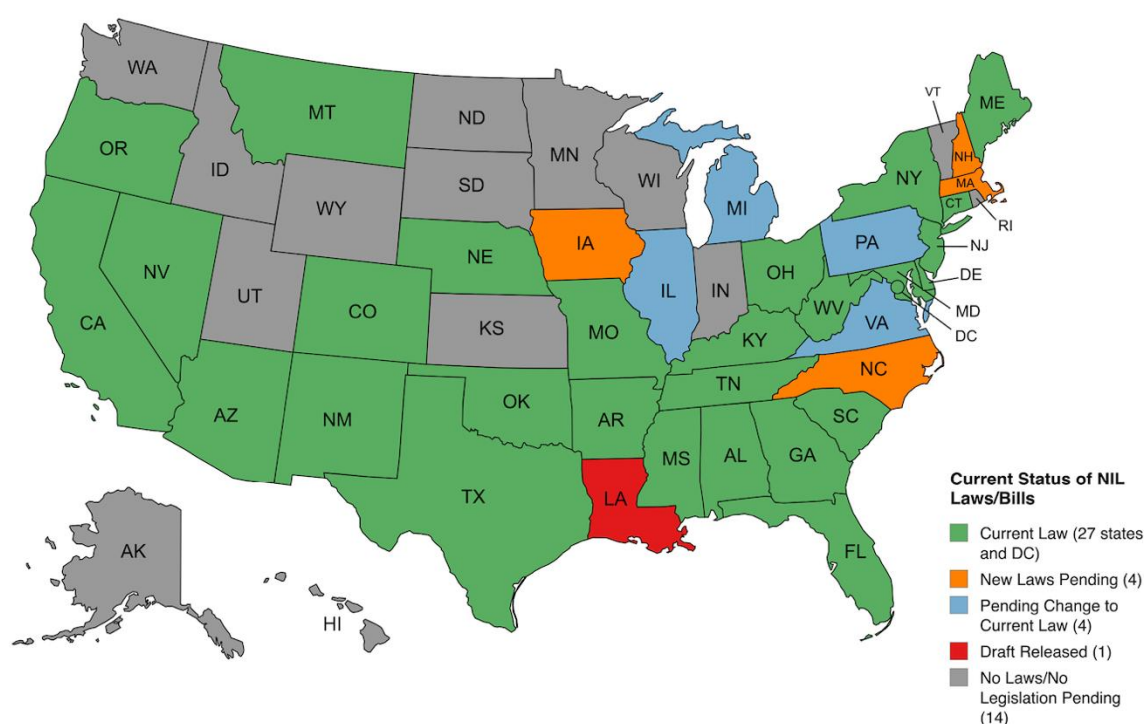 WA
MT
ND
MN
VT
ME
OR
ID
SD
WI
MI
NY
NH
MA
CT
RI
WY
IA
PA
NJ
NV
NE
IL
IN
OH
DE
UT
CO
WV
VA
MD
DC
CA
KS
MO
KY
NC
TN
AZ
NM
OK
AR
SC
MS
AL
GA
TX
LA
FL
AK
HI
Current Status of NIL
Laws/Bills
Current Law (27 states
and DC)
New Laws Pending (4)
Pending Change to
Current Law (4)
Draft Released (1)
No Laws/No
Legislation Pending
(14)